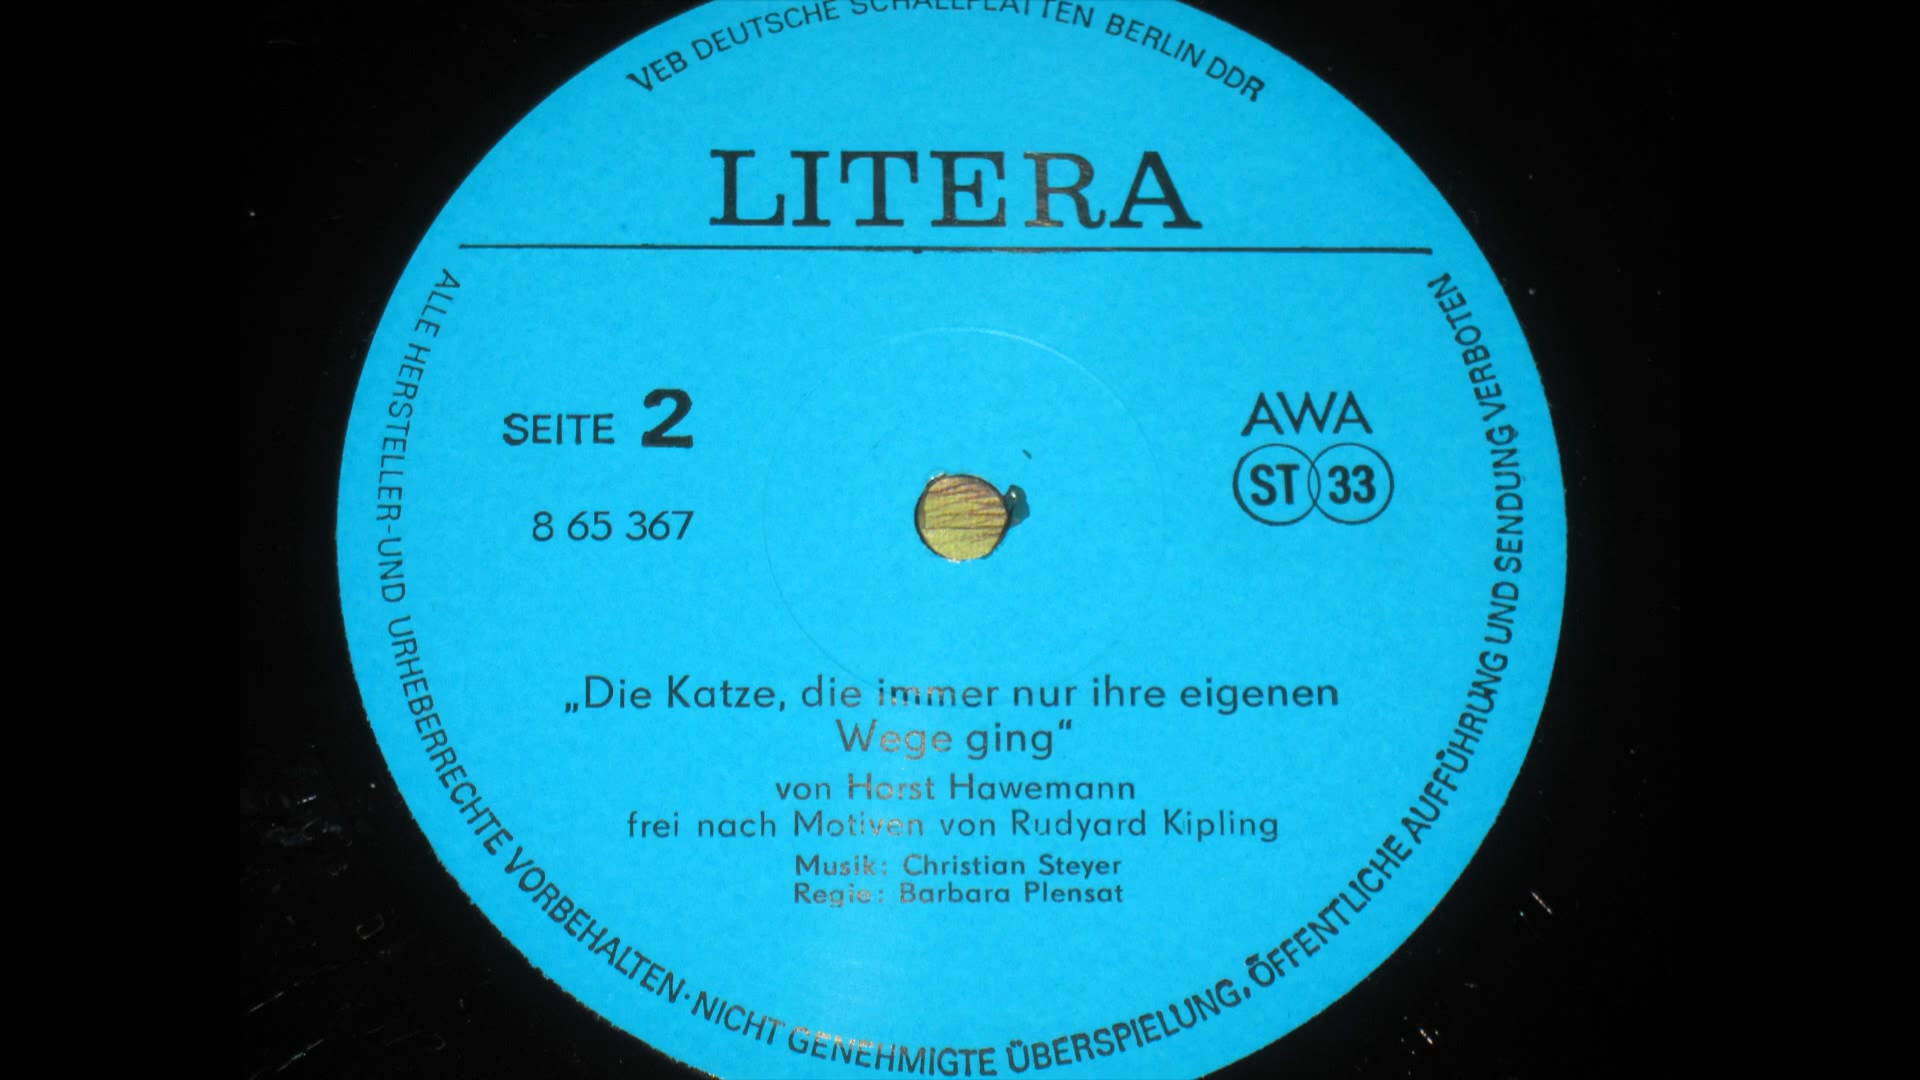 VEB DEUTSCHE SCHALLPLATTEN BERLIN DDR
LITERA
SEITE 2
8 65 367
AWA
ST 33
„Die Katze, die immer nur ihre eigenen
Wege ging“
von Horst Hawemann
frei nach Motiven von Rudyard Kipling
Musik: Christian Steyer
Regie: Barbara Plensat
ALLE HERSTELLER-UND URHEBERRECHTE VORBEHALTEN·NICHT GENEHMIGTE ÜBERSPIELUNG, ÖFFENTLICHE AUFFÜHRUNG UND SENDUNG VERBOTEN